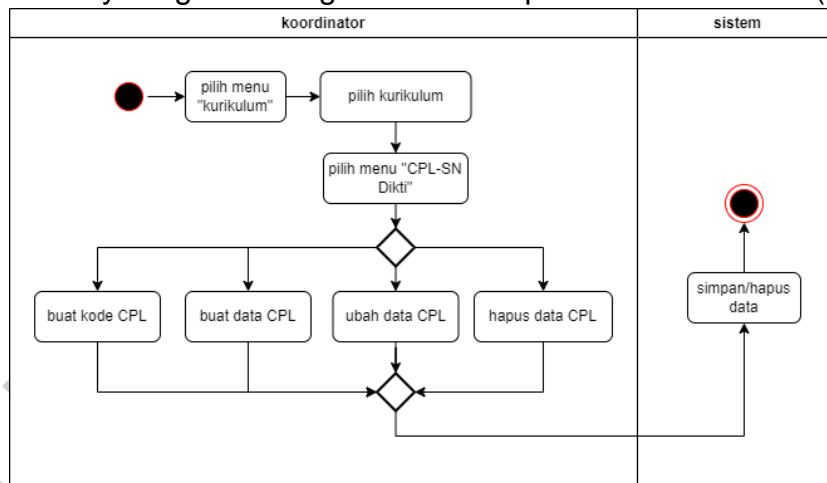 koordinator
sistem
pilih menu
"kurikulum"
pilih kurikulum
pilih menu "CPL-SN
Dikti"
buat kode CPL
buat data CPL
ubah data CPL
hapus data CPL
simpan/hapus
data